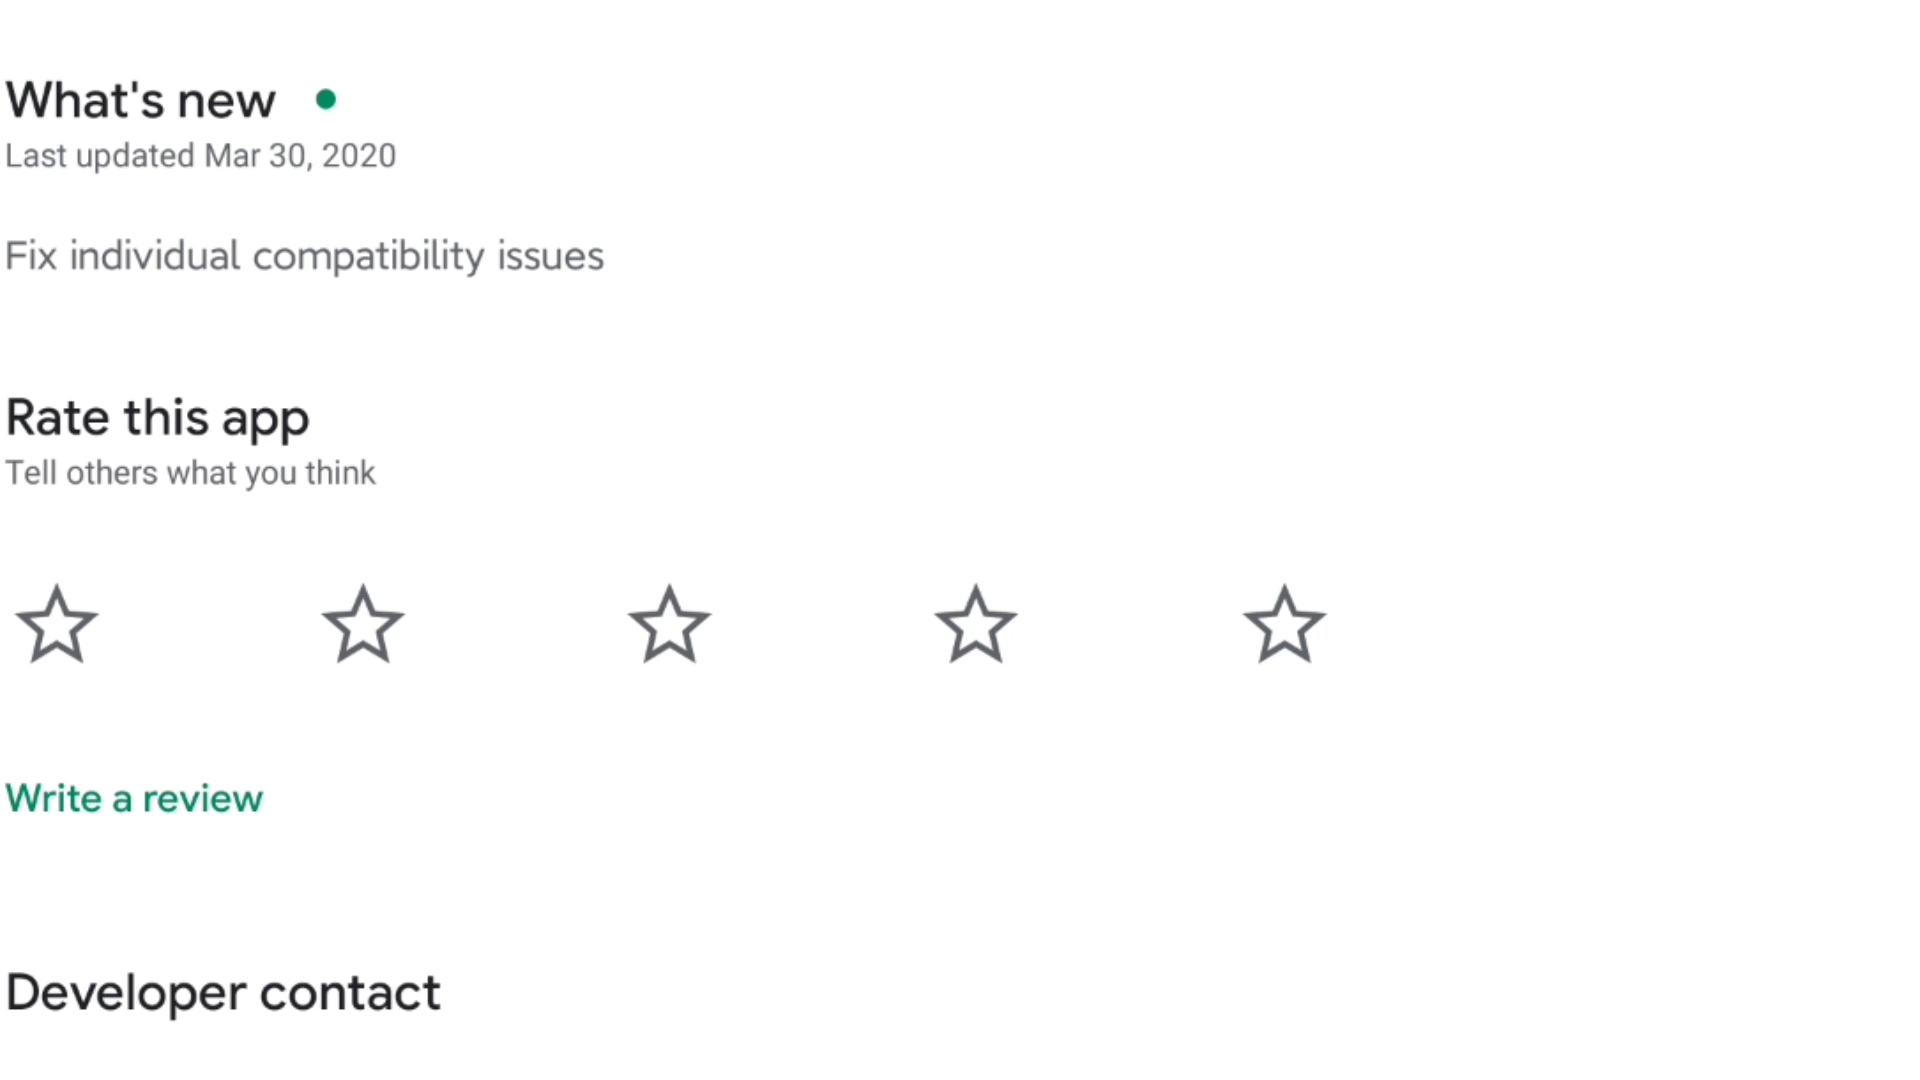 What's new
Last updated Mar 30, 2020
Fix individual compatibility issues
Rate this app
Tell others what you think
Write a review
Developer contact